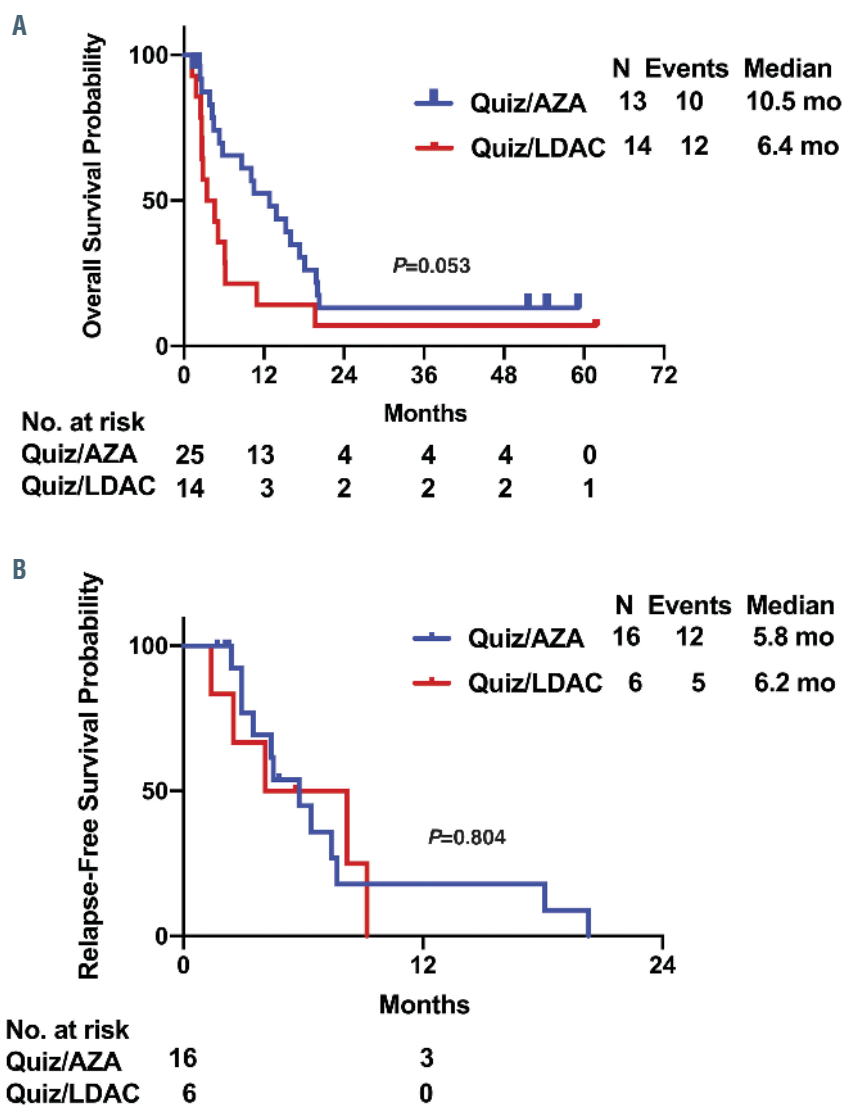 A
Overall Survival Probability
100
50
0
N Events Median
Quiz/AZA 13 10 10.5 mo
Quiz/LDAC 14 12 6.4 mo
P=0.053
0 12 24 36 48 60 72
Months
No. at risk
Quiz/AZA 25 13 4 4 4 0
Quiz/LDAC 14 3 2 2 2 1
B
Relapse-Free Survival Probability
100
50
0
N Events Median
Quiz/AZA 16 12 5.8 mo
Quiz/LDAC 6 5 6.2 mo
P=0.804
0 12 24
Months
No. at risk
Quiz/AZA 16 3
Quiz/LDAC 6 0